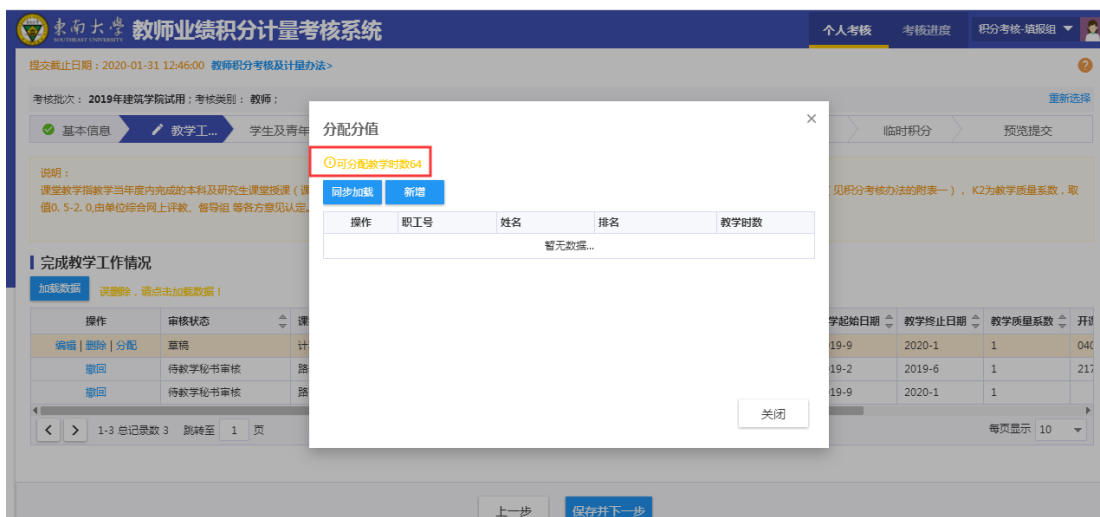 東南大學 教师业绩积分计量考核系统 个人考核 考核进度 积分考核-填报组
SOUTHEAST UNIVERSITY
提交截止日期：2020-01-31 12:46:00 教师积分考核及计量办法>
考核批次： 2019年建筑学院试用；考核类别： 教师； 重新选择
基本信息 教学工... 学生及青年 临时积分 预览提交
分配分值
可分配教学时数64
同步加载 新增
操作 职工号 姓名 排名 教学时数
暂无数据...
关闭
说明：
课堂教学指教学当年度内完成的本科及研究生课堂授课（课 见积分考核办法的附表一）， K2为教学质量系数，取
值0. 5-2. 0,由单位综合网上评教、督导组 等各方意见认定。
完成教学工作情况
加载数据 误删除，请点击加载数据！
操作 审核状态 课 学起始日期 教学终止日期 教学质量系数 开课
编辑 | 删除 | 分配 草稿 计 19-9 2020-1 1 040
撤回 待教学秘书审核 路 19-2 2019-6 1 217
撤回 待教学秘书审核 路 19-9 2020-1 1
1-3 总记录数 3 跳转至 1 页 每页显示 10
上一步 保存并下一步